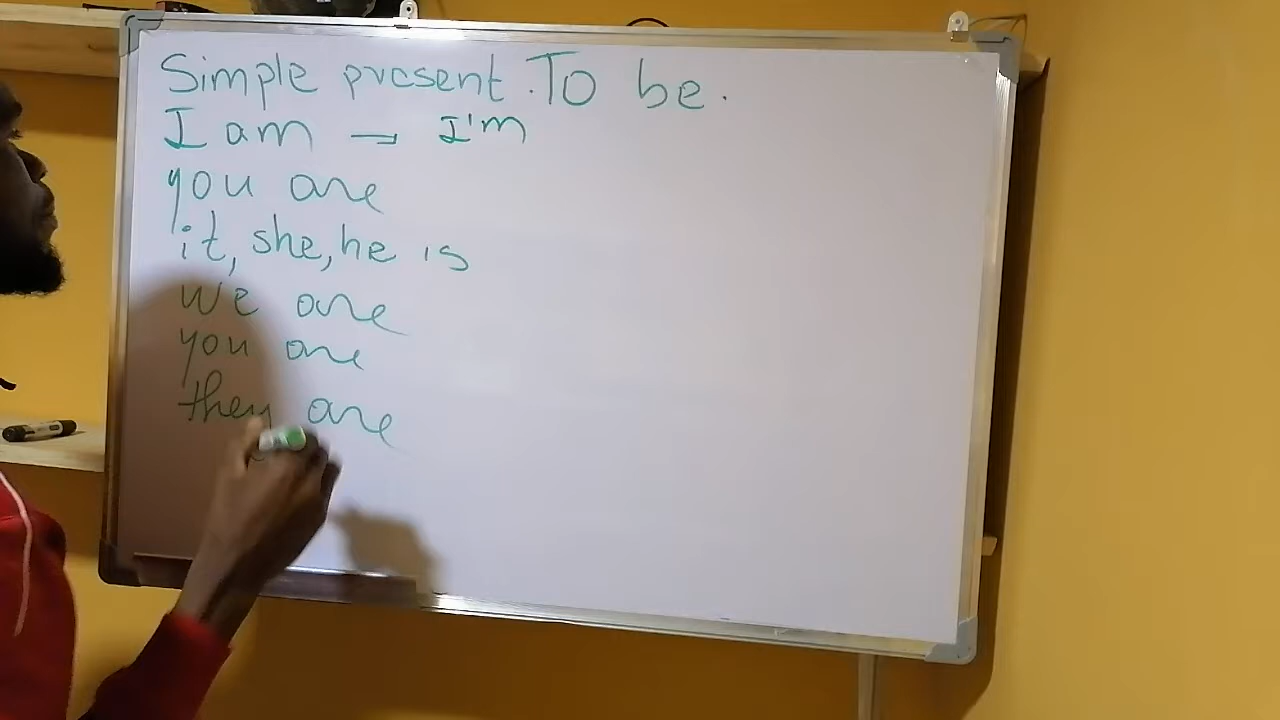 Simple present. To be.
I am → I'm
you are
it, she, he is
we are
you are
they are